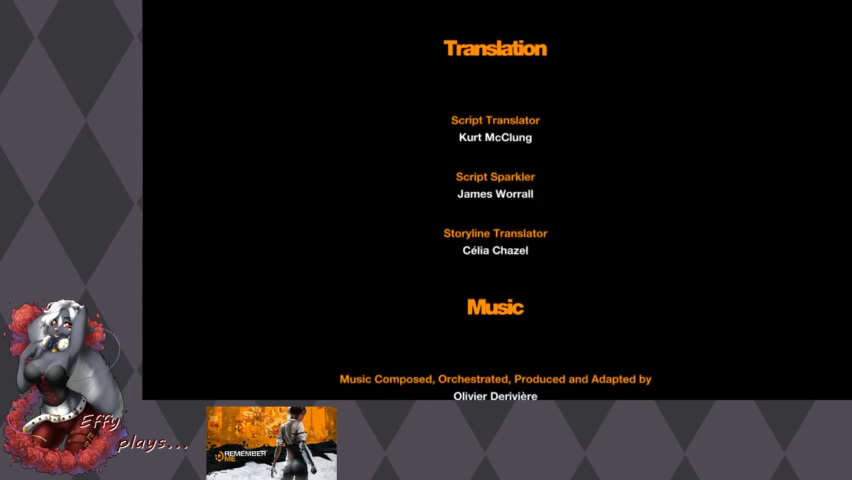 Translation
Script Translator
Kurt McClung
Script Sparkler
James Worrall
Storyline Translator
Célia Chazel
Music
Music Composed, Orchestrated, Produced and Adapted by
Olivier Derivière
Effy
plays...
REMEMBER
ME